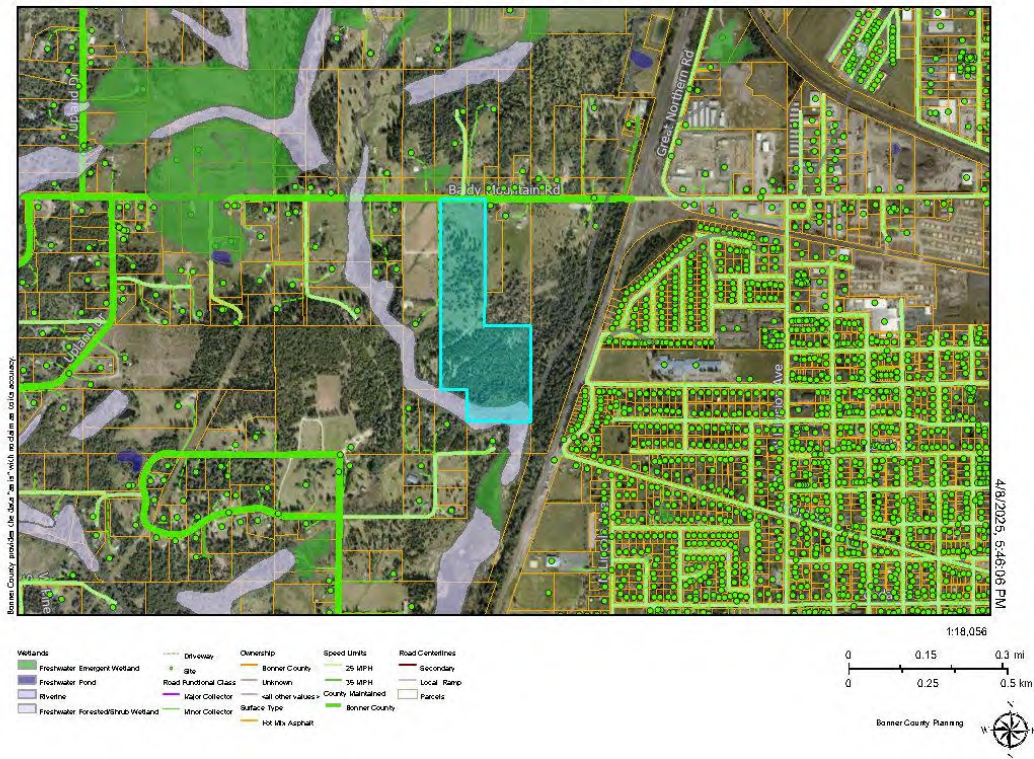 Upland Dr
Great Northern Rd
Baldy Mountain Rd
Upland Dr
Ave
Bonner County provides this data "as is" with no claim as to its accuracy.
4/8/2025, 5:46:06 PM
1:18,056
Wetlands
Freshwater Emergent Wetland
Freshwater Pond
Riverine
Freshwater Forested/Shrub Wetland
Driveway
Site
Road Functional Class
Major Collector
Minor Collector
Ownership
Bonner County
Unknown
<all other values>
Surface Type
Hot Mix Asphalt
Speed Limits
25 MPH
35 MPH
County Maintained
Bonner County
Road Centerlines
Secondary
Local Ramp
Parcels
0 0.15 0.3 mi
0 0.25 0.5 km
Bonner County Planning
N
W
S